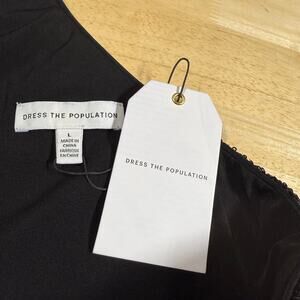 DRESS THE POPULATION
L
MADE IN
CHINA
FABRIQUÉ
EN CHINE
DRESS THE POPULATION